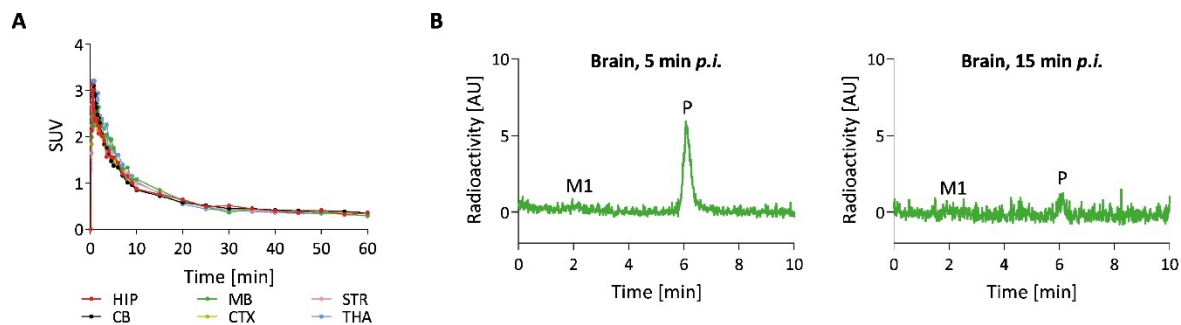 A
4
3
2
1
0
SUV
0 10 20 30 40 50 60
Time [min]
HIP MB STR
CB CTX THA
B
Brain, 5 min p.i.
10
5
0
Radioactivity [AU]
P
M1
0 2 4 6 8 10
Time [min]
Brain, 15 min p.i.
10
5
0
Radioactivity [AU]
M1 P
0 2 4 6 8 10
Time [min]